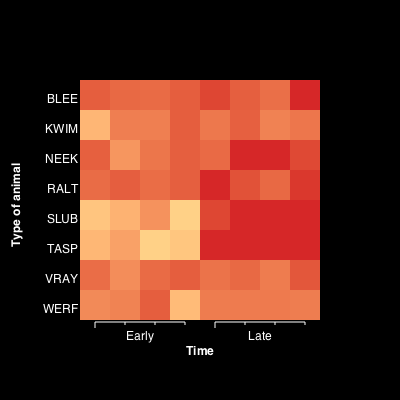 BLEE
KWIM
NEEK
RALT
SLUB
TASP
VRAY
WERF
Type of animal
Early Late
Time